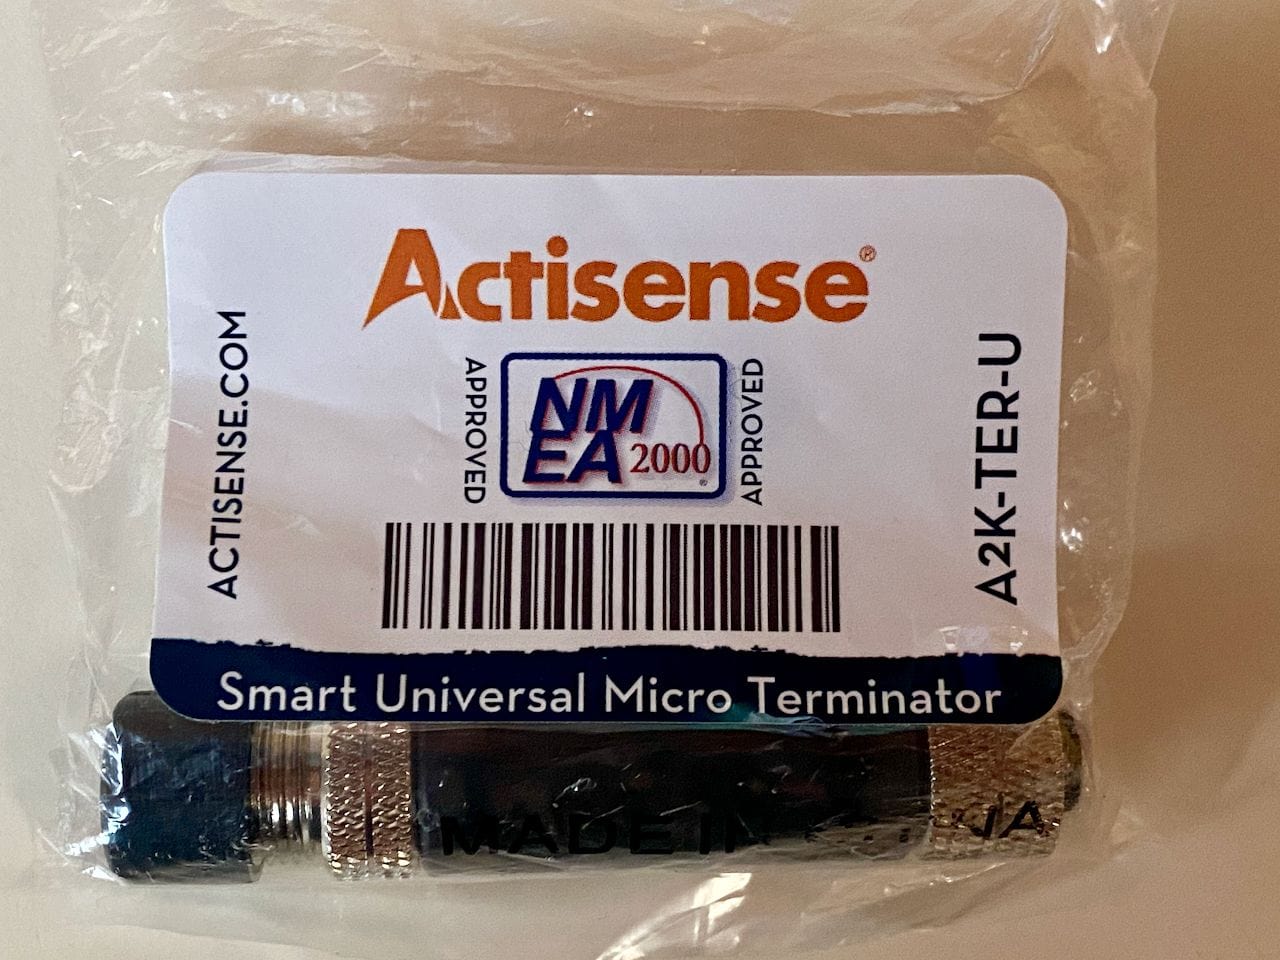 Actisense®
ACTISENSE.COM
APPROVED
NMEA 2000®
APPROVED
A2K-TER-U
Smart Universal Micro Terminator
MADE IN